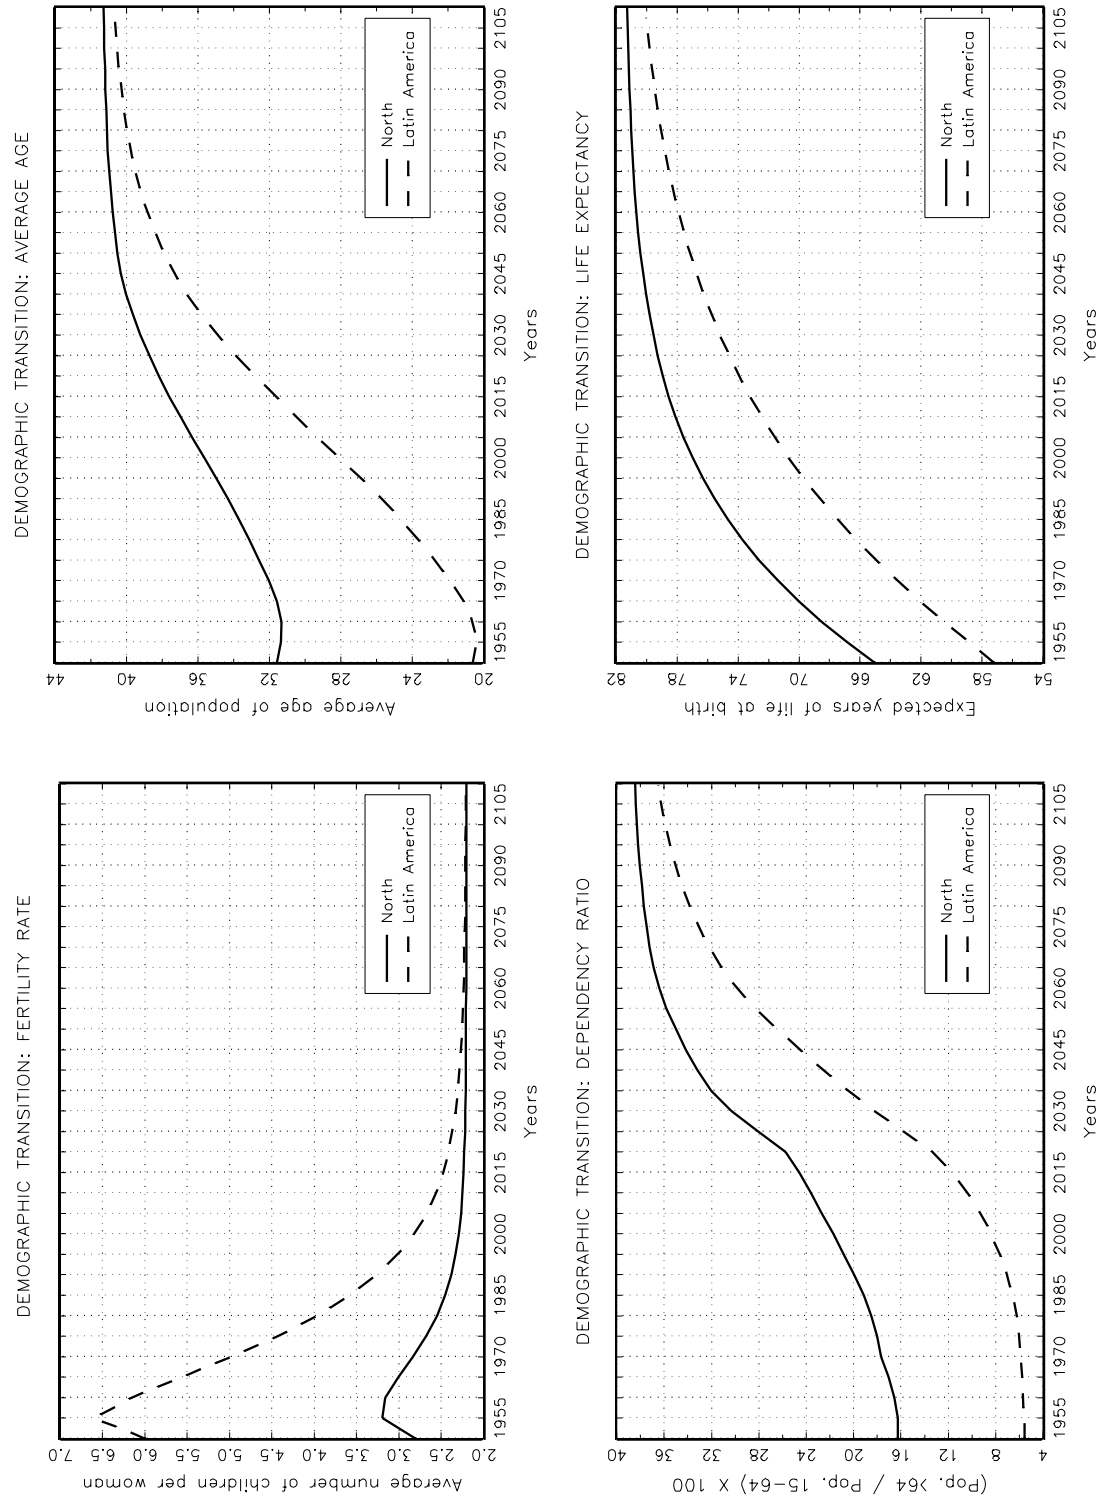 DEMOGRAPHIC TRANSITION: FERTILITY RATE
Average number of children per woman
7.0
6.5
6.0
5.5
5.0
4.5
4.0
3.5
3.0
2.5
2.0
North
Latin America
1955 1970 1985 2000 2015 2030 2045 2060 2075 2090 2105
Years
DEMOGRAPHIC TRANSITION: AVERAGE AGE
Average age of population
44
40
36
32
28
24
20
North
Latin America
1955 1970 1985 2000 2015 2030 2045 2060 2075 2090 2105
Years
DEMOGRAPHIC TRANSITION: DEPENDENCY RATIO
(Pop. >64 / Pop. 15-64) X 100
40
36
32
28
24
20
16
12
8
4
North
Latin America
1955 1970 1985 2000 2015 2030 2045 2060 2075 2090 2105
Years
DEMOGRAPHIC TRANSITION: LIFE EXPECTANCY
Expected years of life at birth
82
78
74
70
66
62
58
54
North
Latin America
1955 1970 1985 2000 2015 2030 2045 2060 2075 2090 2105
Years